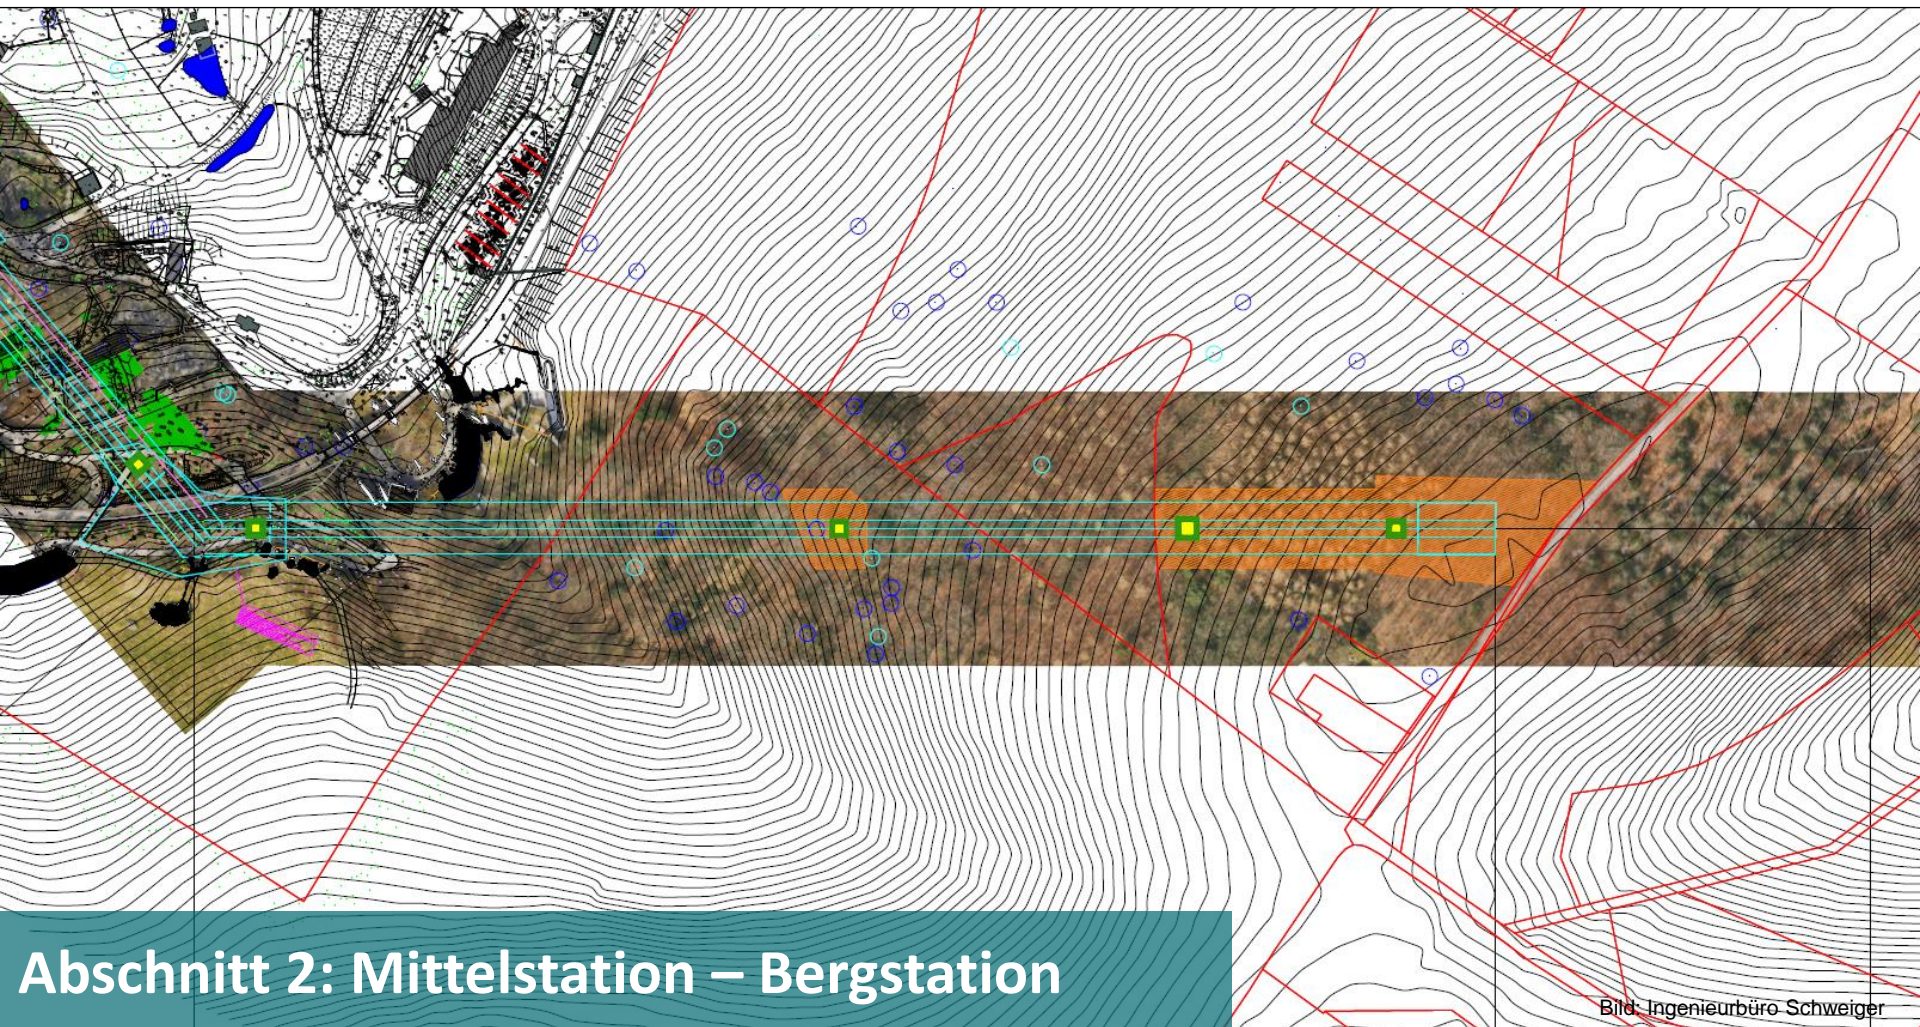 Abschnitt 2: Mittelstation – Bergstation
Bild: Ingenieurbüro Schweiger